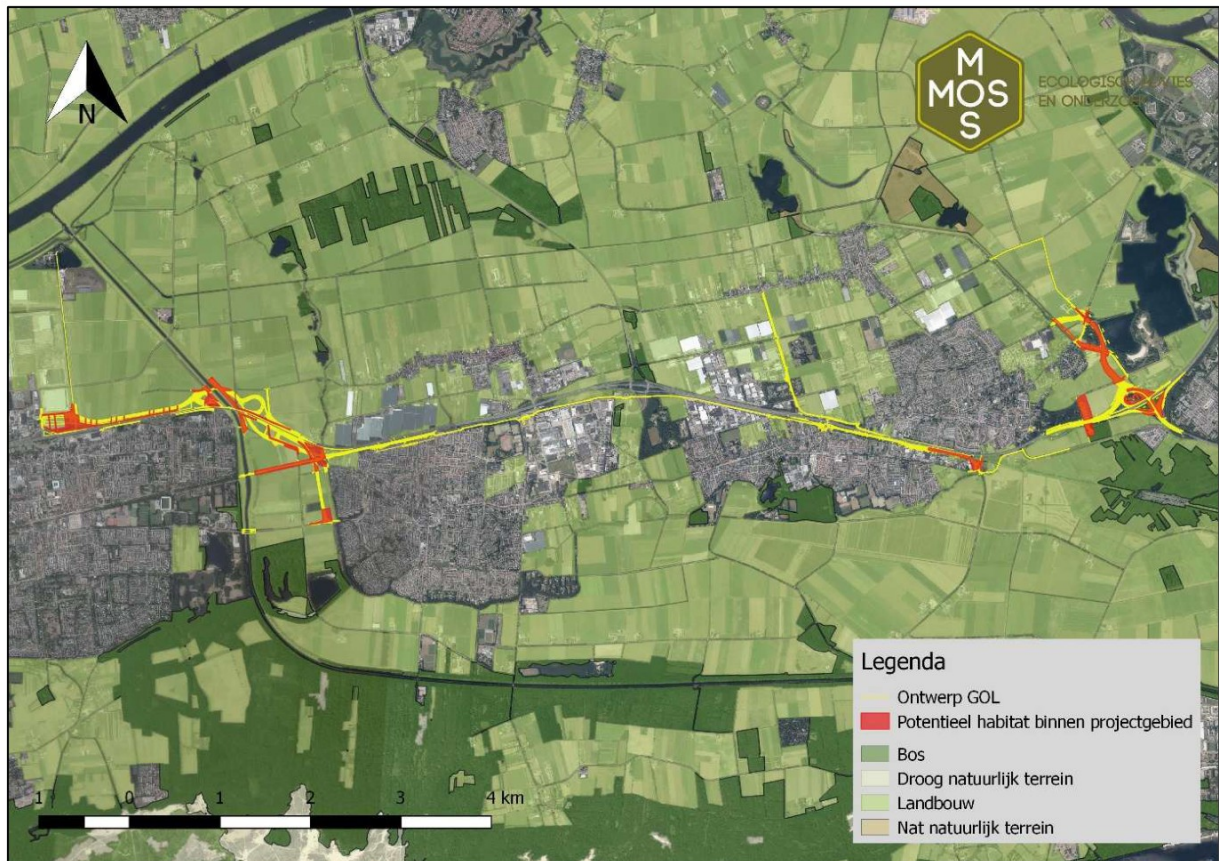 N
M
MOS
S
ECOLOGISCH ADVIES
EN ONDERZOEK
Legenda
Ontwerp GOL
Potentieel habitat binnen projectgebied
Bos
Droog natuurlijk terrein
Landbouw
Nat natuurlijk terrein
1 0 1 2 3 4 km